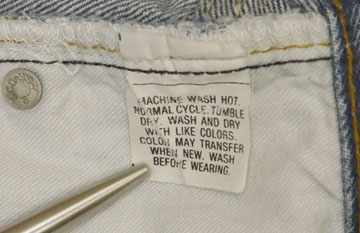 MACHINE WASH HOT,
NORMAL CYCLE. TUMBLE
DRY. WASH AND DRY
WITH LIKE COLORS.
COLOR MAY TRANSFER
WHEN NEW. WASH
BEFORE WEARING.